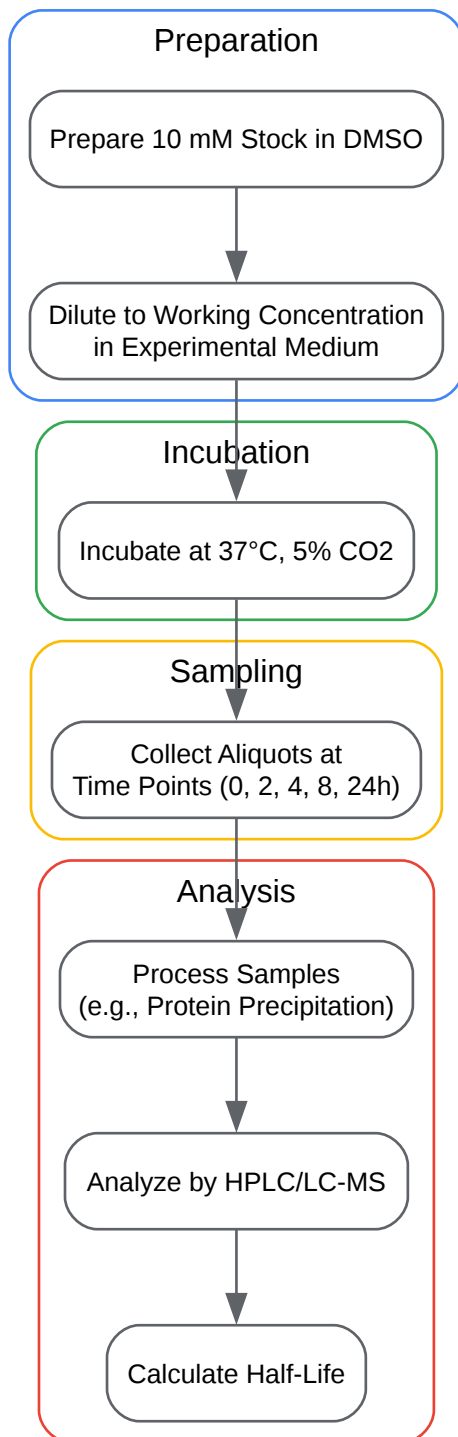 Preparation
Prepare 10 mM Stock in DMSO
Dilute to Working Concentration
in Experimental Medium
Incubation
Incubate at 37°C, 5% CO2
Sampling
Collect Aliquots at
Time Points (0, 2, 4, 8, 24h)
Analysis
Process Samples
(e.g., Protein Precipitation)
Analyze by HPLC/LC-MS
Calculate Half-Life